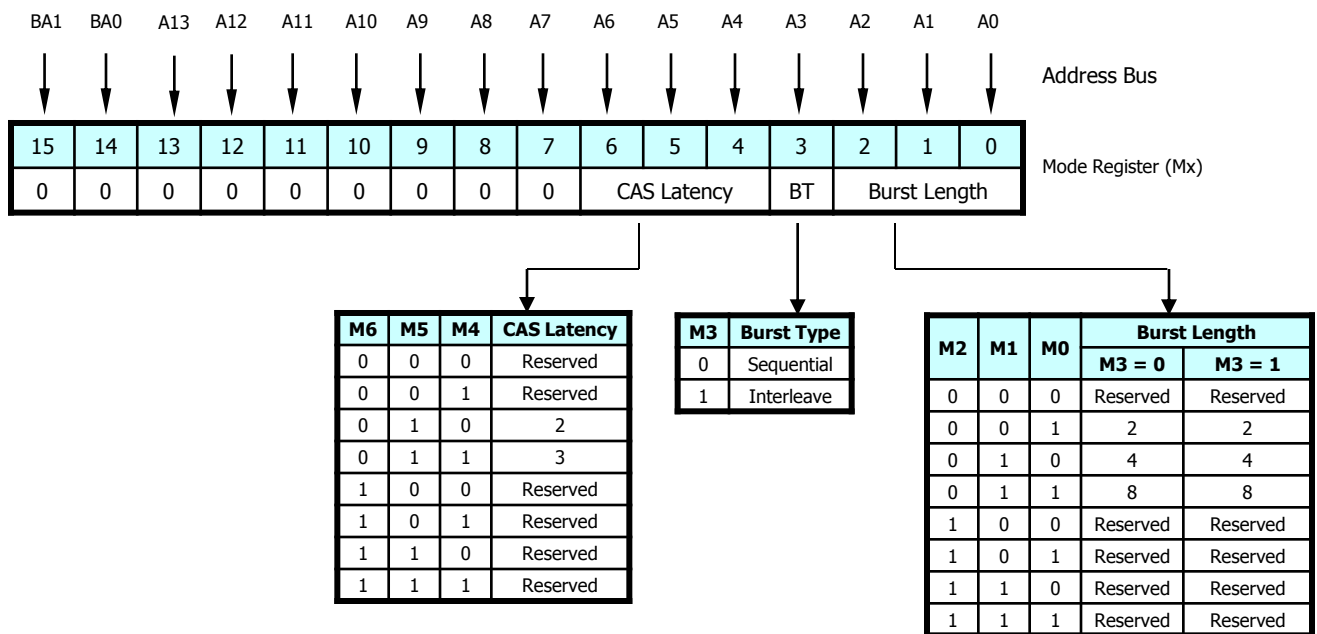 BA1 BA0 A13 A12 A11 A10 A9 A8 A7 A6 A5 A4 A3 A2 A1 A0
Address Bus
15 14 13 12 11 10 9 8 7 6 5 4 3 2 1 0
Mode Register (Mx)
0 0 0 0 0 0 0 0 0 CAS Latency BT Burst Length
M6 M5 M4 CAS Latency
0 0 0 Reserved
0 0 1 Reserved
0 1 0 2
0 1 1 3
1 0 0 Reserved
1 0 1 Reserved
1 1 0 Reserved
1 1 1 Reserved
M3 Burst Type
0 Sequential
1 Interleave
M2 M1 M0 Burst Length
M3 = 0 M3 = 1
0 0 0 Reserved Reserved
0 0 1 2 2
0 1 0 4 4
0 1 1 8 8
1 0 0 Reserved Reserved
1 0 1 Reserved Reserved
1 1 0 Reserved Reserved
1 1 1 Reserved Reserved